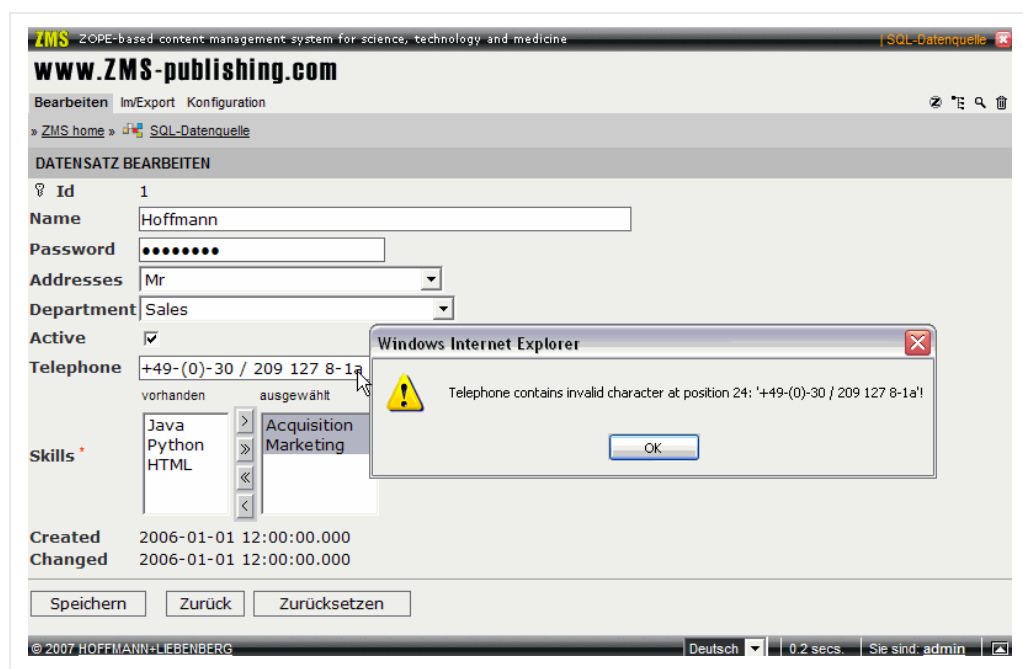 ZMS ZOPE-based content management system for science, technology and medicine | SQL-Datenquelle
www.ZMS-publishing.com
Bearbeiten Im/Export Konfiguration
» ZMS home » SQL-Datenquelle
DATENSATZ BEARBEITEN
Id 1
Name Hoffmann
Password ●●●●●●●●
Addresses Mr
Department Sales
Active
Telephone +49-(0)-30 / 209 127 8-1a
vorhanden ausgewählt
Java > Acquisition
Python » Marketing
HTML
Skills *
«
<
Windows Internet Explorer
Telephone contains invalid character at position 24: '+49-(0)-30 / 209 127 8-1a'!
OK
Created 2006-01-01 12:00:00.000
Changed 2006-01-01 12:00:00.000
Speichern Zurück Zurücksetzen
© 2007 HOFFMANN+LIEBENBERG Deutsch | 0.2 secs. | Sie sind: admin |